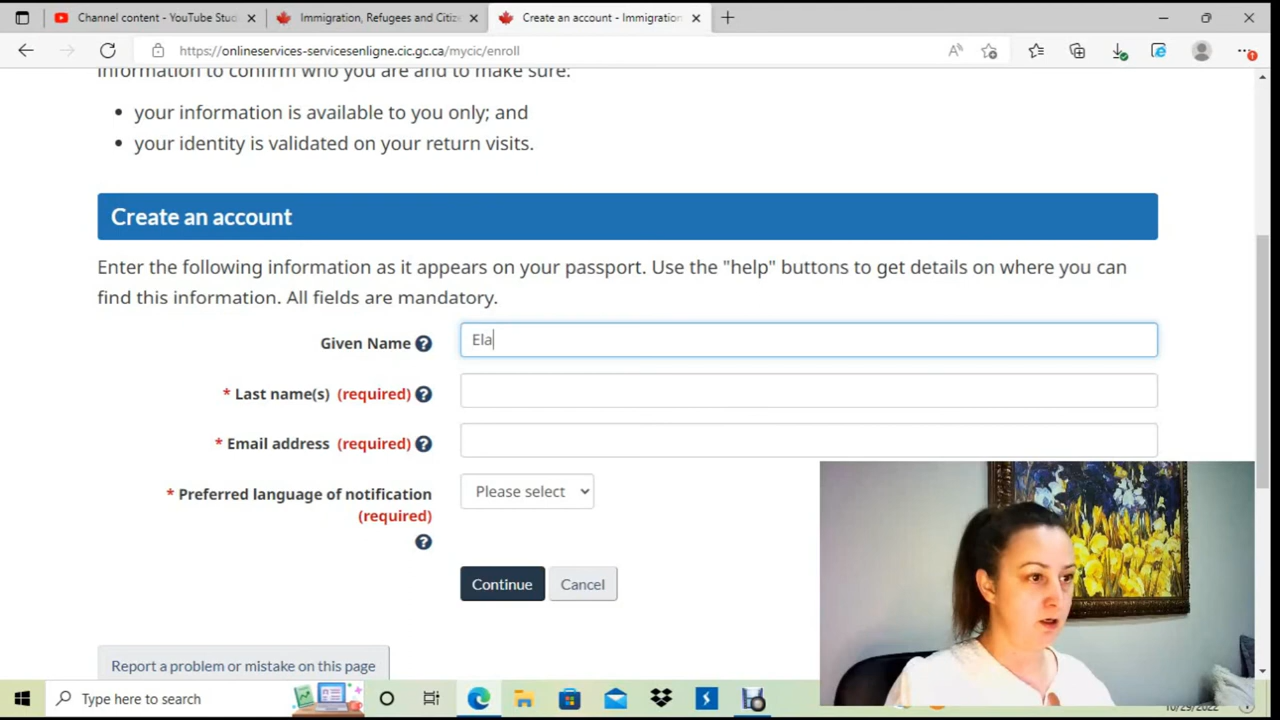 Channel content - YouTube Stu
Immigration, Refugees and Citiz
Create an account - Immigration
https://onlineservices-servicesenligne.cic.gc.ca/mycic/enroll
information to confirm who you are and to make sure:
• your information is available to you only; and
• your identity is validated on your return visits.
Create an account
Enter the following information as it appears on your passport. Use the "help" buttons to get details on where you can
find this information. All fields are mandatory.
Given Name ?
Ela
* Last name(s) (required) ?
* Email address (required) ?
* Preferred language of notification
(required)
?
Please select
Continue
Cancel
Report a problem or mistake on this page
Type here to search
10/29/2022